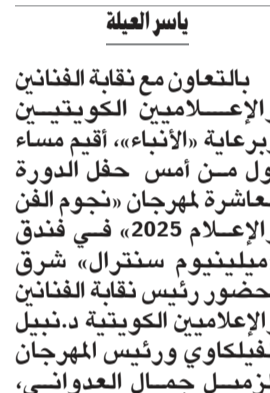 ياسر العيلة
بالتعاون مع نقابة الفنانين
والإعلاميين الكويتيين
وبرعاية «الأنباء»، أقيم مساء
أول من أمس حفل الدورة
العاشرة لمهرجان «نجوم الفن
والإعلام 2025» في فندق
«ميلينيوم سنترال» شرق
بحضور رئيس نقابة الفنانين
والإعلاميين الكويتية د.نبيل
الفيلكاوي ورئيس المهرجان
الزميل جمال العدواني،